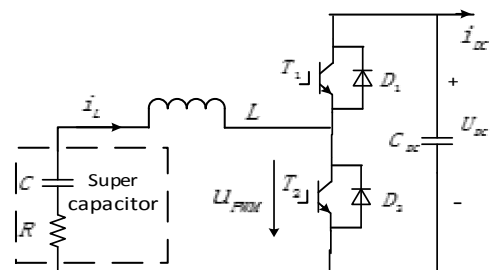 i_DC
T_1
D_1
i_L
L
+
C_DC
U_DC
C
Super
capacitor
R
u_PWM
T_2
D_2
-